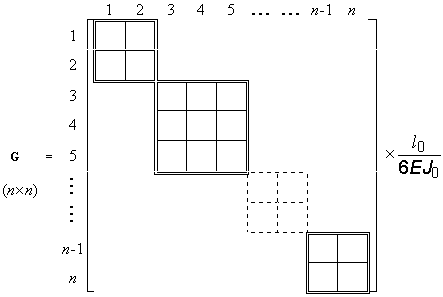 1 2 3 4 5 ... ... n-1 n
1
2
3
4
G = 5 × l₀/6EJ₀
(n×n) ...
...
n-1
n